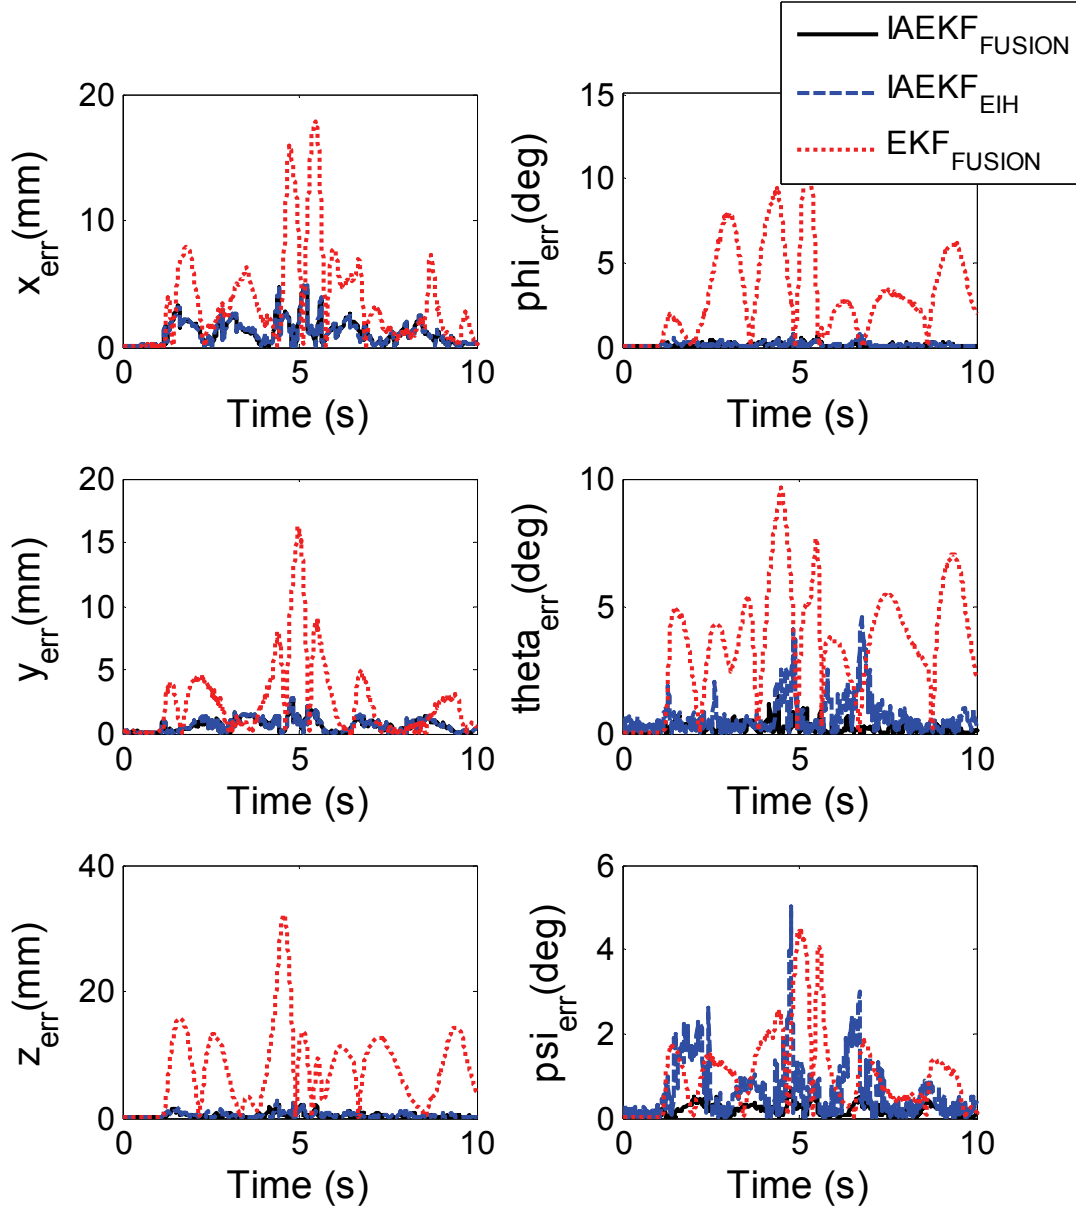 IAEKF_FUSION
IAEKF_EIH
EKF_FUSION
20
10
0
x_err(mm)
0 5 10
Time (s)
15
10
5
0
phi_err(deg)
0 5 10
Time (s)
20
15
10
5
0
y_err(mm)
0 5 10
Time (s)
10
5
0
theta_err(deg)
0 5 10
Time (s)
40
20
0
z_err(mm)
0 5 10
Time (s)
6
4
2
0
psi_err(deg)
0 5 10
Time (s)